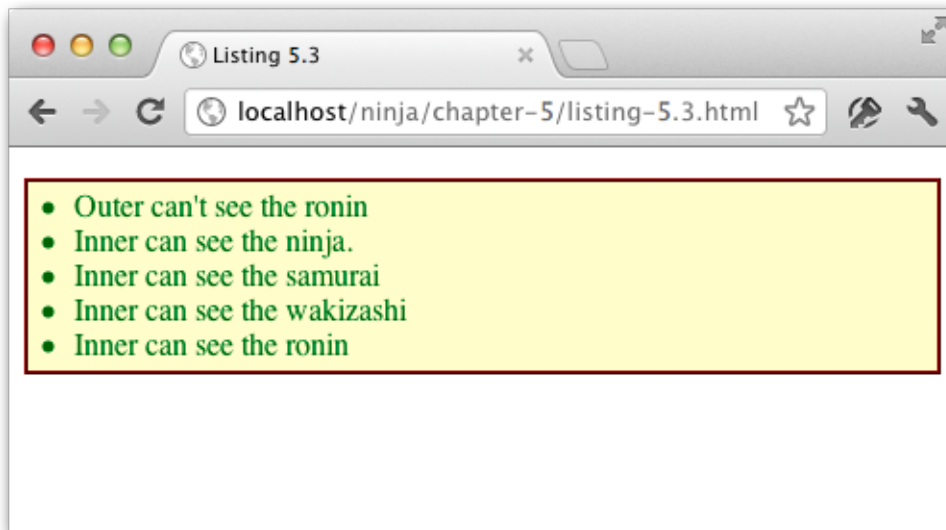 Listing 5.3
localhost/ninja/chapter-5/listing-5.3.html
• Outer can't see the ronin
• Inner can see the ninja.
• Inner can see the samurai
• Inner can see the wakizashi
• Inner can see the ronin